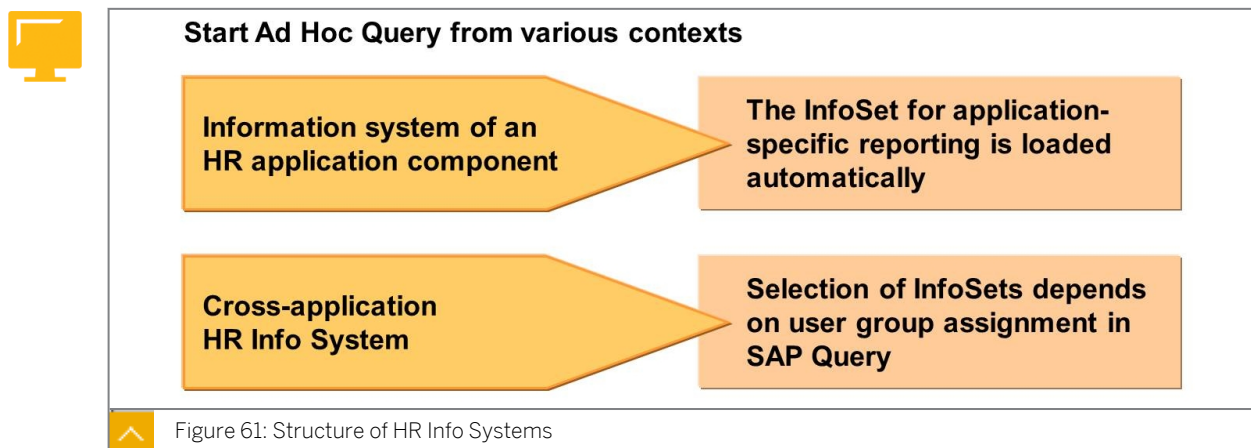 Start Ad Hoc Query from various contexts
Information system of an
HR application component
The InfoSet for application-
specific reporting is loaded
automatically
Cross-application
HR Info System
Selection of InfoSets depends
on user group assignment in
SAP Query
Figure 61: Structure of HR Info Systems